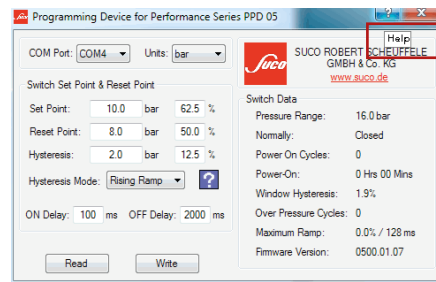 Programming Device for Performance Series PPD 05
? X
Help
COM Port: COM4 Units: bar
Switch Set Point & Reset Point
Set Point: 10.0 bar 62.5 %
Reset Point: 8.0 bar 50.0 %
Hysteresis: 2.0 bar 12.5 %
Hysteresis Mode: Rising Ramp ?
ON Delay: 100 ms OFF Delay: 2000 ms
Read Write
Suco
SUCO ROBERT SCHEUFFELE
GMBH & Co. KG
www.suco.de
Switch Data
Pressure Range: 16.0 bar
Normally: Closed
Power On Cycles: 0
Power-On: 0 Hrs 00 Mins
Window Hysteresis: 1.9%
Over Pressure Cycles: 0
Maximum Ramp: 0.0% / 128 ms
Firmware Version: 0500.01.07